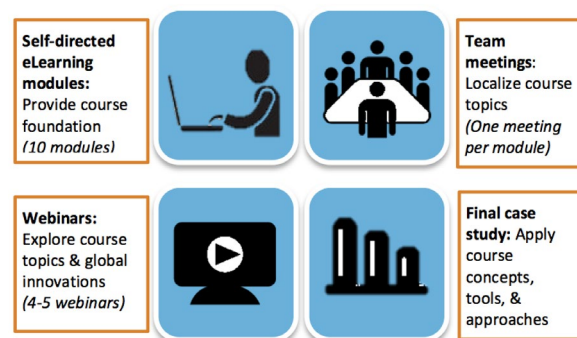 Self-directed
eLearning
modules:
Provide course
foundation
(10 modules)
Team
meetings:
Localize course
topics
(One meeting
per module)
Webinars:
Explore course
topics & global
innovations
(4-5 webinars)
Final case
study: Apply
course
concepts,
tools, &
approaches